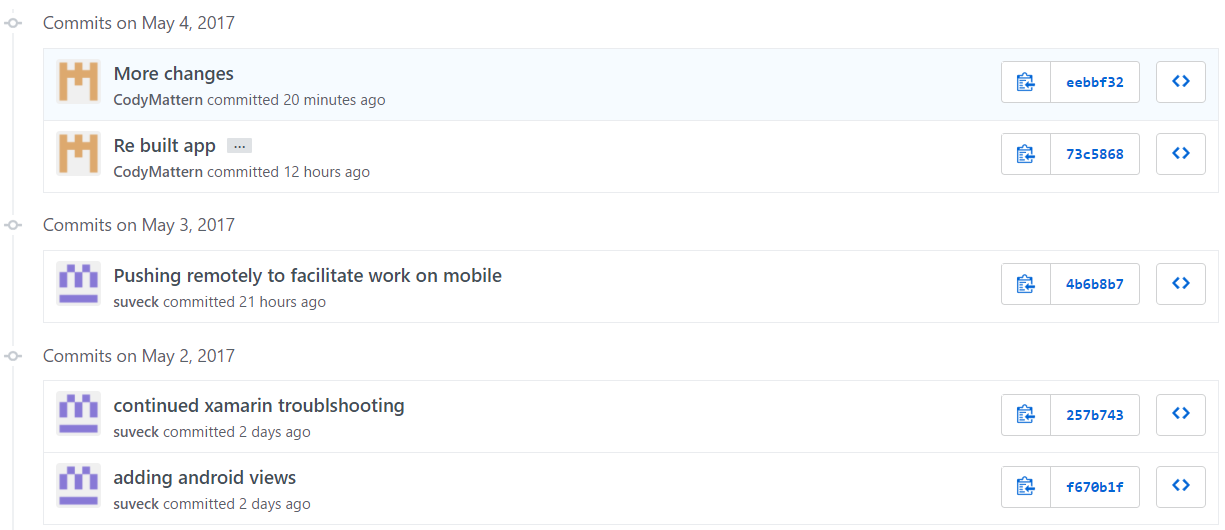 Commits on May 4, 2017
More changes
CodyMattern committed 20 minutes ago
eebbf32
Re built app ...
CodyMattern committed 12 hours ago
73c5868
Commits on May 3, 2017
Pushing remotely to facilitate work on mobile
suveck committed 21 hours ago
4b6b8b7
Commits on May 2, 2017
continued xamarin troublshooting
suveck committed 2 days ago
257b743
adding android views
suveck committed 2 days ago
f670b1f